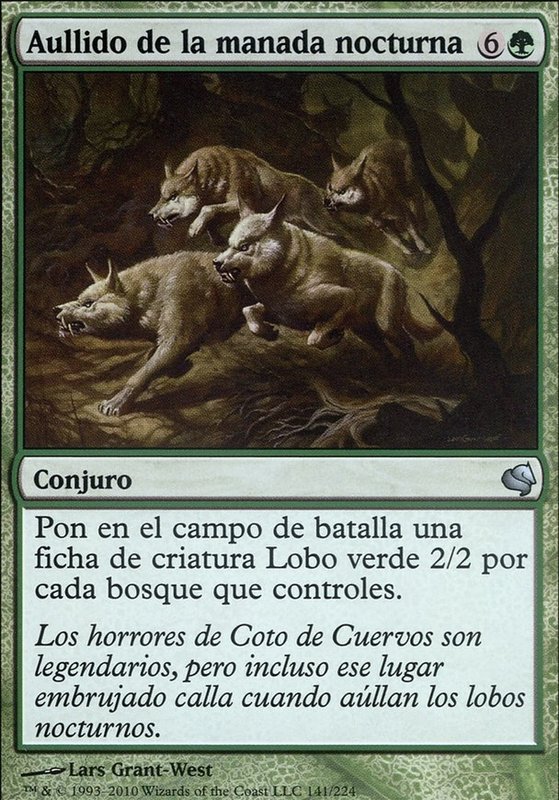 Aullido de la manada nocturna 6
Conjuro
Pon en el campo de batalla una
ficha de criatura Lobo verde 2/2 por
cada bosque que controles.
Los horrores de Coto de Cuervos son
legendarios, pero incluso ese lugar
embrujado calla cuando aúllan los lobos
nocturnos.
Lars Grant-West
™ & © 1993–2010 Wizards of the Coast LLC 141/224